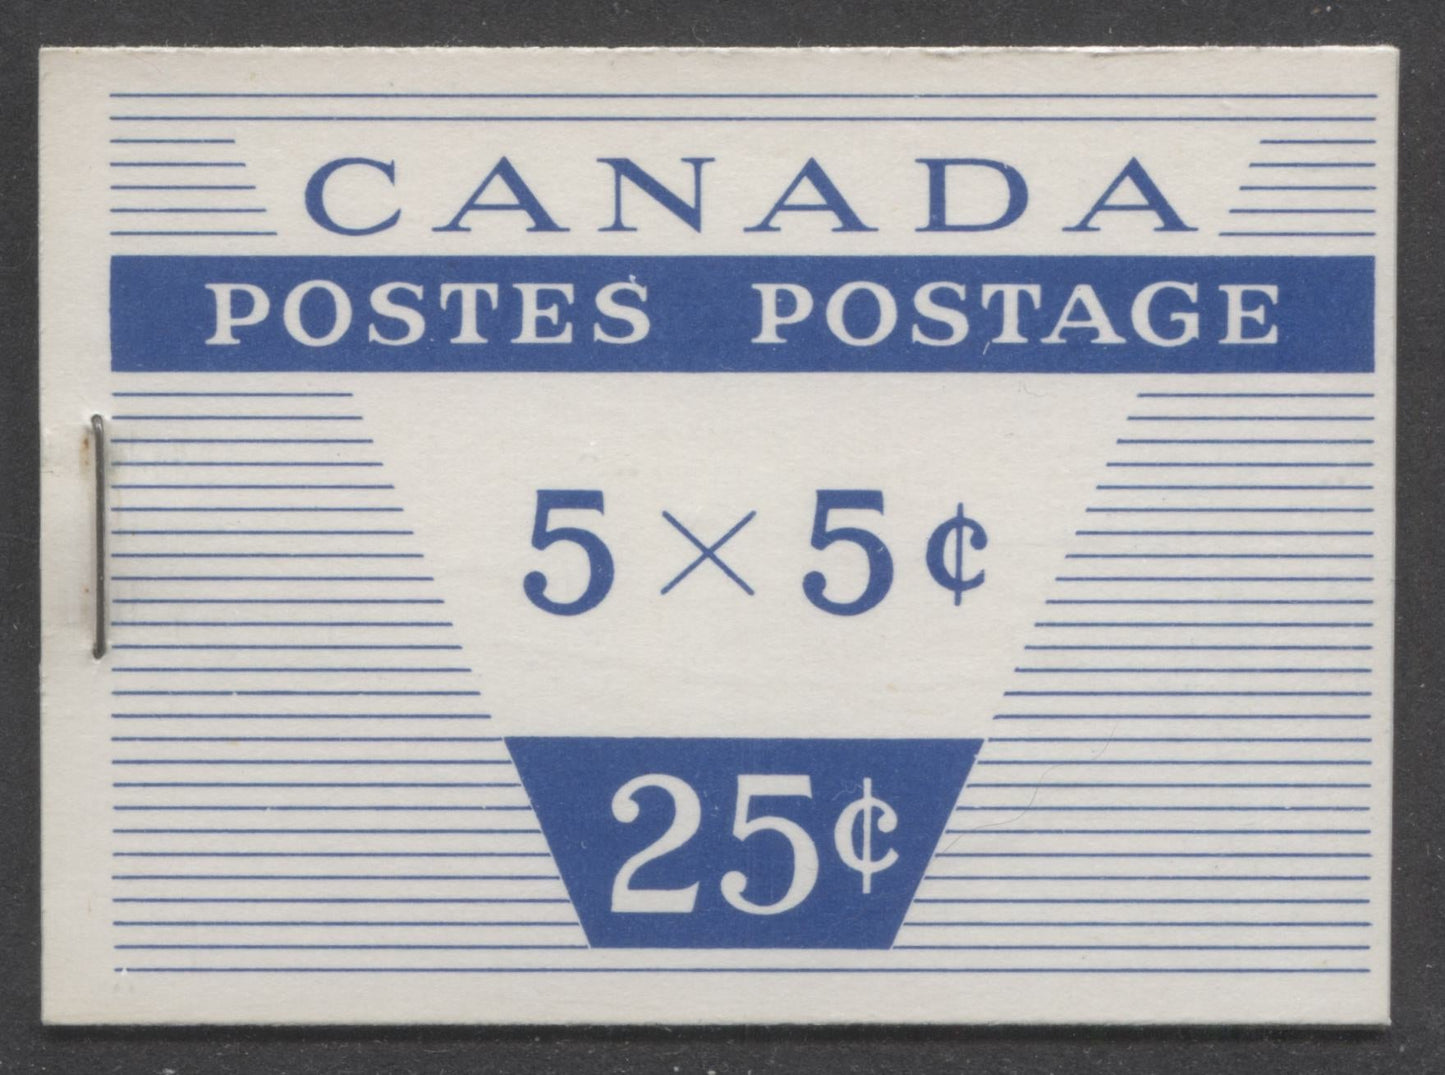 CANADA
POSTES POSTAGE
5 × 5¢
25¢